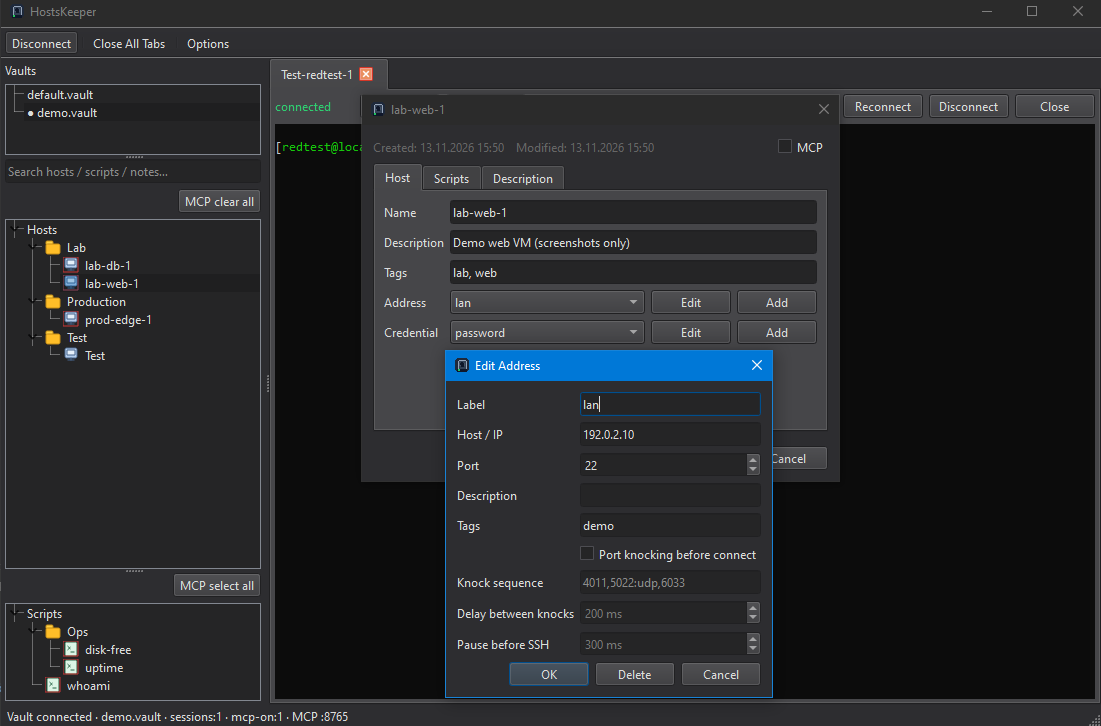 HostsKeeper
Disconnect Close All Tabs Options
Vaults
default.vault
● demo.vault
Search hosts / scripts / notes...
MCP clear all
Hosts
Lab
lab-db-1
lab-web-1
Production
prod-edge-1
Test
Test
MCP select all
Scripts
Ops
disk-free
uptime
whoami
Test-redtest-1
connected
Reconnect Disconnect Close
[redtest@loca
lab-web-1
Created: 13.11.2026 15:50 Modified: 13.11.2026 15:50
MCP
Host Scripts Description
Name lab-web-1
Description Demo web VM (screenshots only)
Tags lab, web
Address lan Edit Add
Credential password Edit Add
Cancel
Edit Address
Label lan
Host / IP 192.0.2.10
Port 22
Description
Tags demo
Port knocking before connect
Knock sequence 4011,5022:udp,6033
Delay between knocks 200 ms
Pause before SSH 300 ms
OK Delete Cancel
Vault connected · demo.vault · sessions:1 · mcp-on:1 · MCP :8765